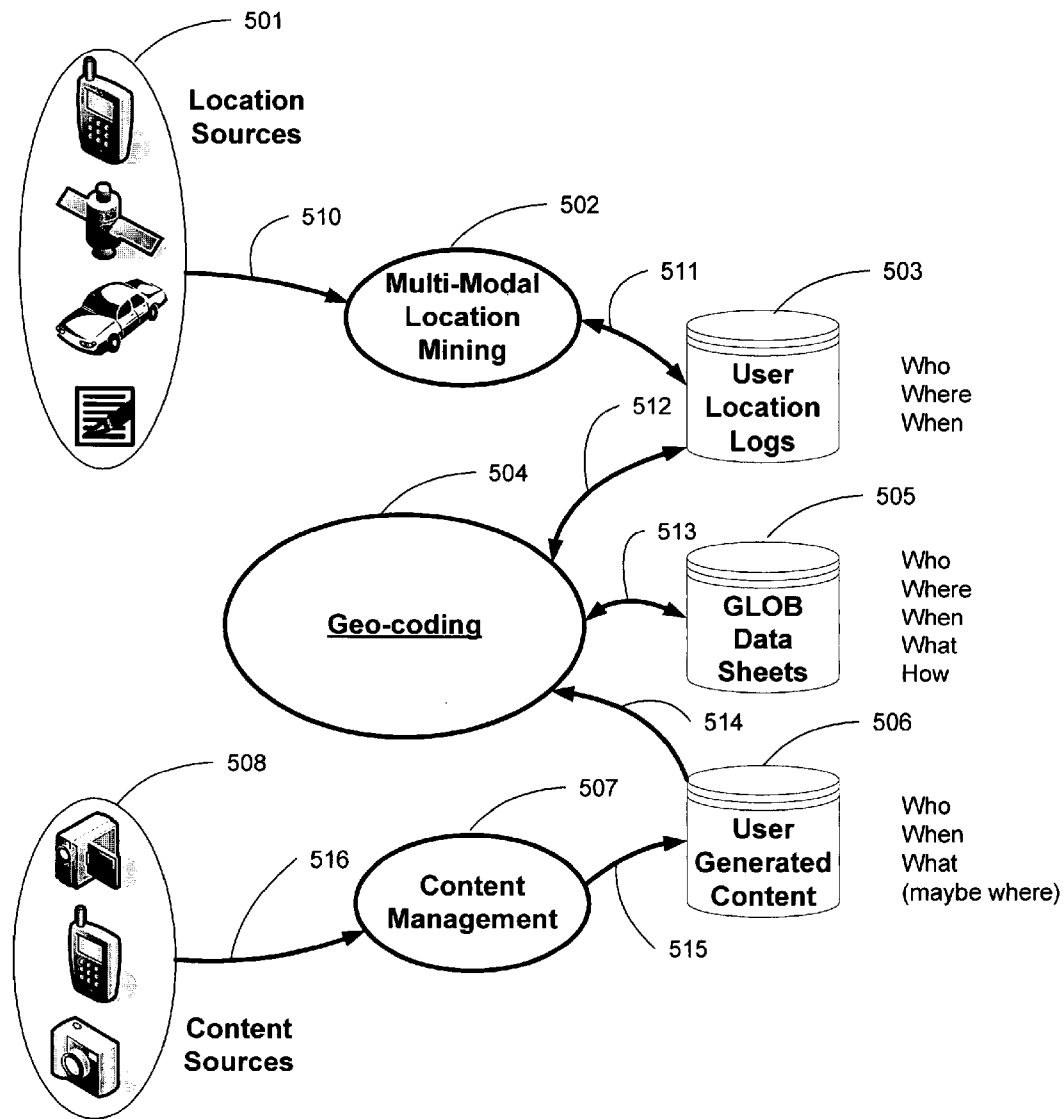 501
Location
Sources
510
502
Multi-Modal
Location
Mining
511
503
User
Location
Logs
Who
Where
When
512
504
Geo-coding
513
505
GLOB
Data
Sheets
Who
Where
When
What
How
514
506
User
Generated
Content
Who
When
What
(maybe where)
508
516
507
Content
Management
515
Content
Sources